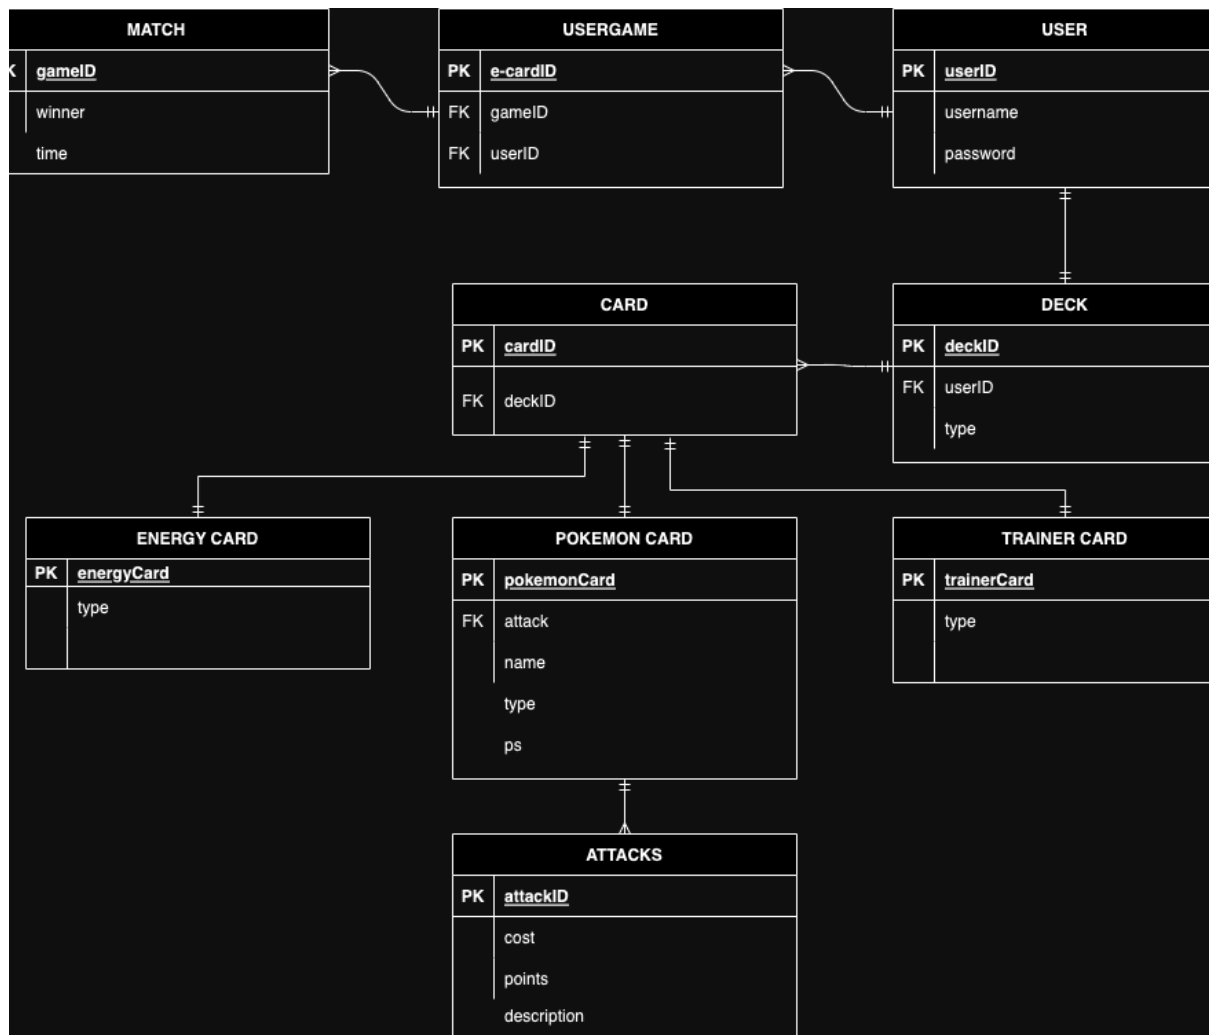 MATCH
K gameID
winner
time
USERGAME
PK e-cardID
FK gameID
FK userID
USER
PK userID
username
password
CARD
PK cardID
FK deckID
DECK
PK deckID
FK userID
type
ENERGY CARD
PK energyCard
type
POKEMON CARD
PK pokemonCard
FK attack
name
type
ps
TRAINER CARD
PK trainerCard
type
ATTACKS
PK attackID
cost
points
description